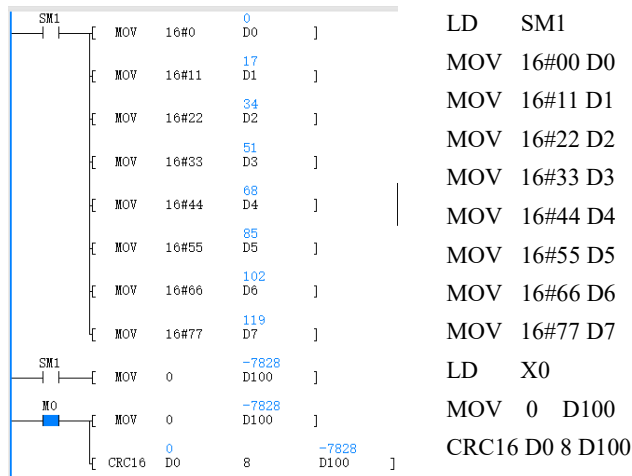 SM1
0
MOV 16#0 D0
17
MOV 16#11 D1
34
MOV 16#22 D2
51
MOV 16#33 D3
68
MOV 16#44 D4
85
MOV 16#55 D5
102
MOV 16#66 D6
119
MOV 16#77 D7
SM1
-7828
MOV 0 D100
M0
-7828
MOV 0 D100
0 -7828
CRC16 D0 8 D100
LD SM1
MOV 16#00 D0
MOV 16#11 D1
MOV 16#22 D2
MOV 16#33 D3
MOV 16#44 D4
MOV 16#55 D5
MOV 16#66 D6
MOV 16#77 D7
LD X0
MOV 0 D100
CRC16 D0 8 D100